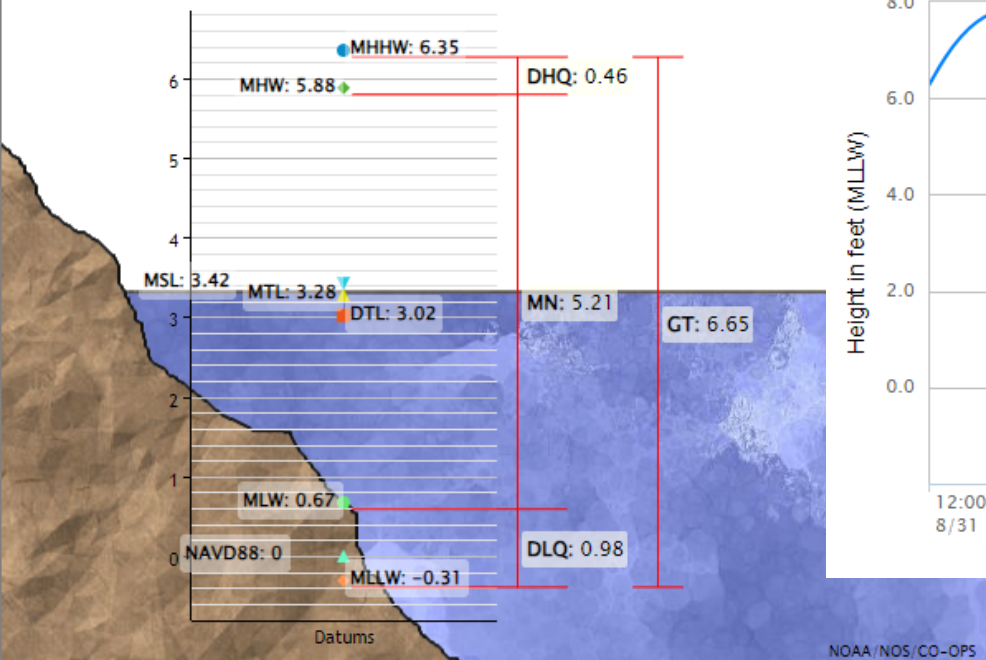 MHHW: 6.35
DHQ: 0.46
MHW: 5.88
6
5
4
MSL: 3.42
MTL: 3.28
DTL: 3.02
3
MN: 5.21
GT: 6.65
2
1
MLW: 0.67
DLQ: 0.98
NAVD88: 0
0
MLLW: −0.31
Datums
NOAA/NOS/CO-OPS
8.0
6.0
4.0
2.0
0.0
Height in feet (MLLW)
12:00
8/31